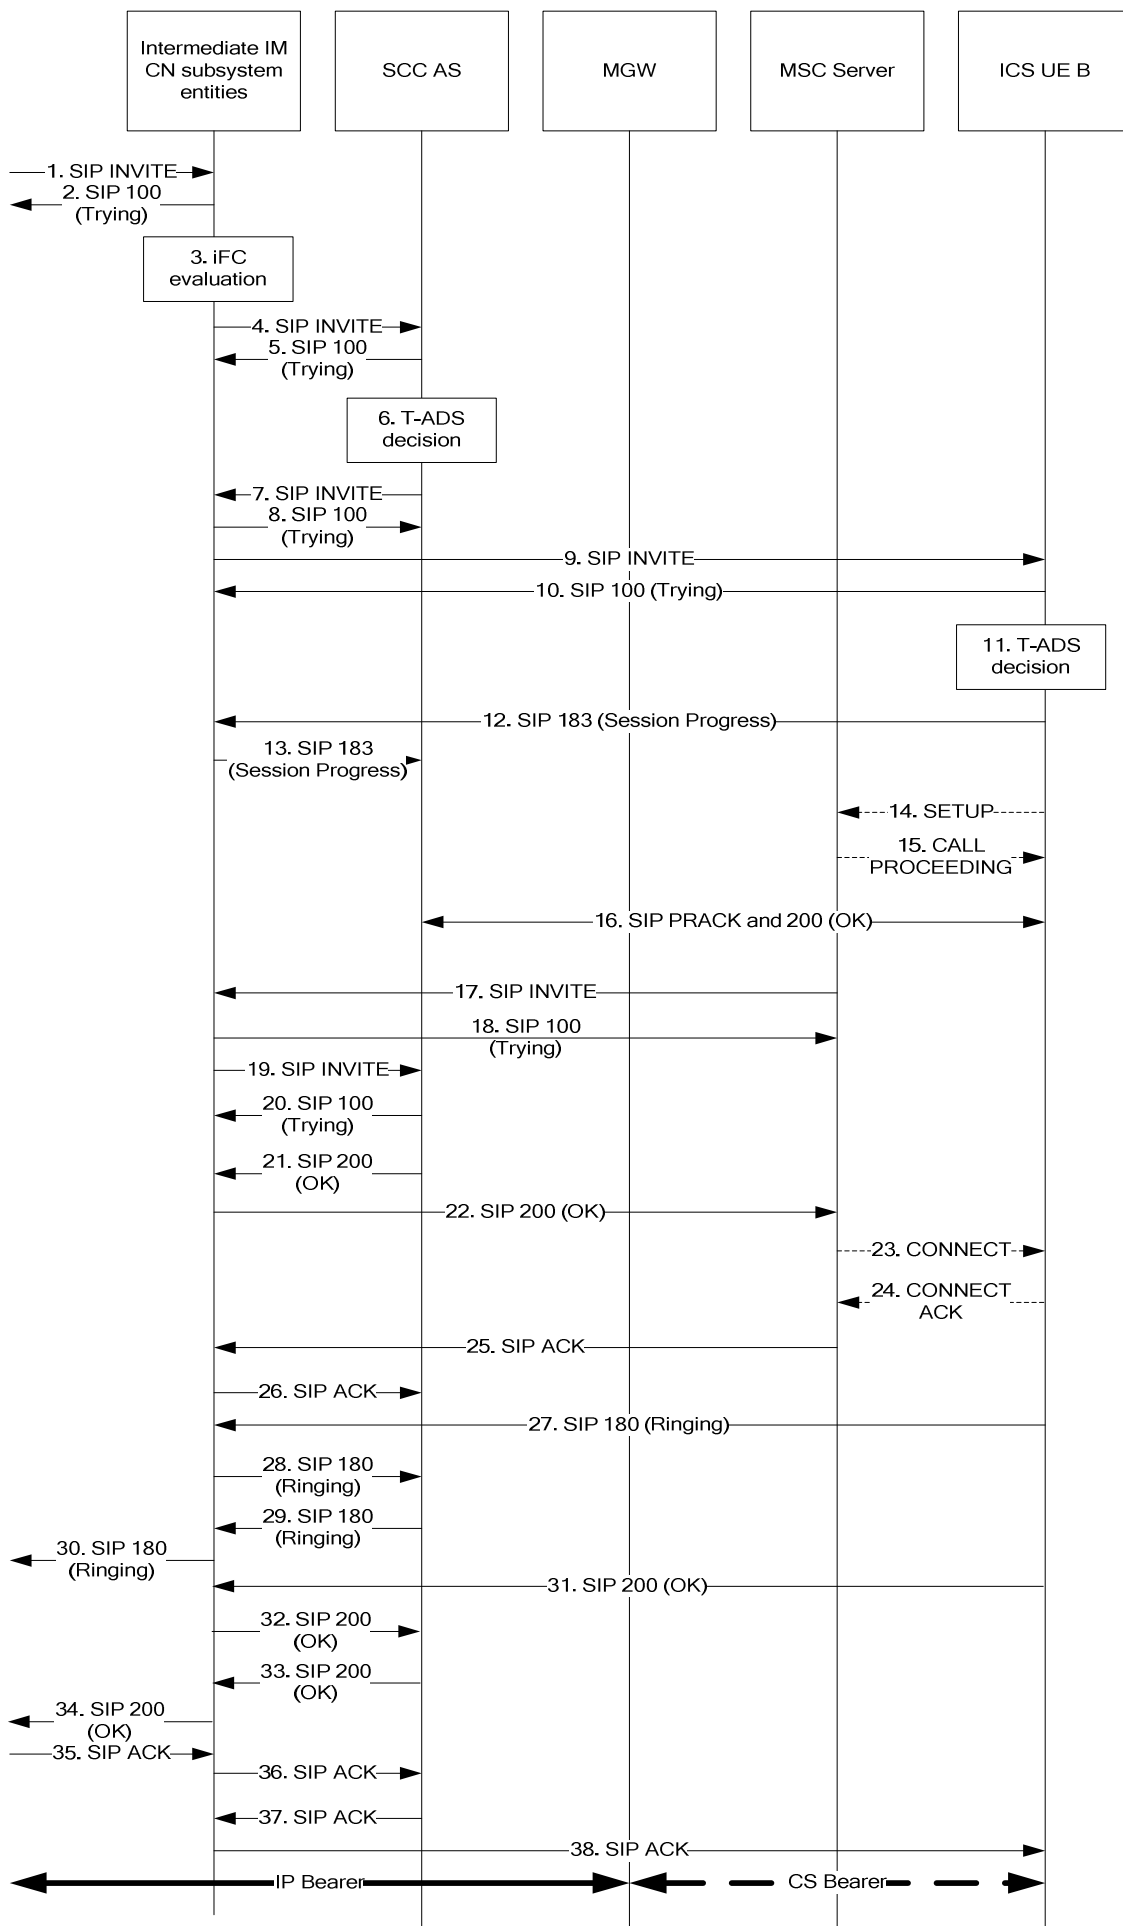 Intermediate IM
CN subsystem
entities
SCC AS
MGW
MSC Server
ICS UE B
1. SIP INVITE
2. SIP 100
(Trying)
3. iFC
evaluation
4. SIP INVITE
5. SIP 100
(Trying)
6. T-ADS
decision
7. SIP INVITE
8. SIP 100
(Trying)
9. SIP INVITE
10. SIP 100 (Trying)
11. T-ADS
decision
12. SIP 183 (Session Progress)
13. SIP 183
(Session Progress)
14. SETUP
15. CALL
PROCEEDING
16. SIP PRACK and 200 (OK)
17. SIP INVITE
18. SIP 100
(Trying)
19. SIP INVITE
20. SIP 100
(Trying)
21. SIP 200
(OK)
22. SIP 200 (OK)
23. CONNECT
24. CONNECT
ACK
25. SIP ACK
26. SIP ACK
27. SIP 180 (Ringing)
28. SIP 180
(Ringing)
29. SIP 180
(Ringing)
30. SIP 180
(Ringing)
31. SIP 200 (OK)
32. SIP 200
(OK)
33. SIP 200
(OK)
34. SIP 200
(OK)
35. SIP ACK
36. SIP ACK
37. SIP ACK
38. SIP ACK
IP Bearer
CS Bearer